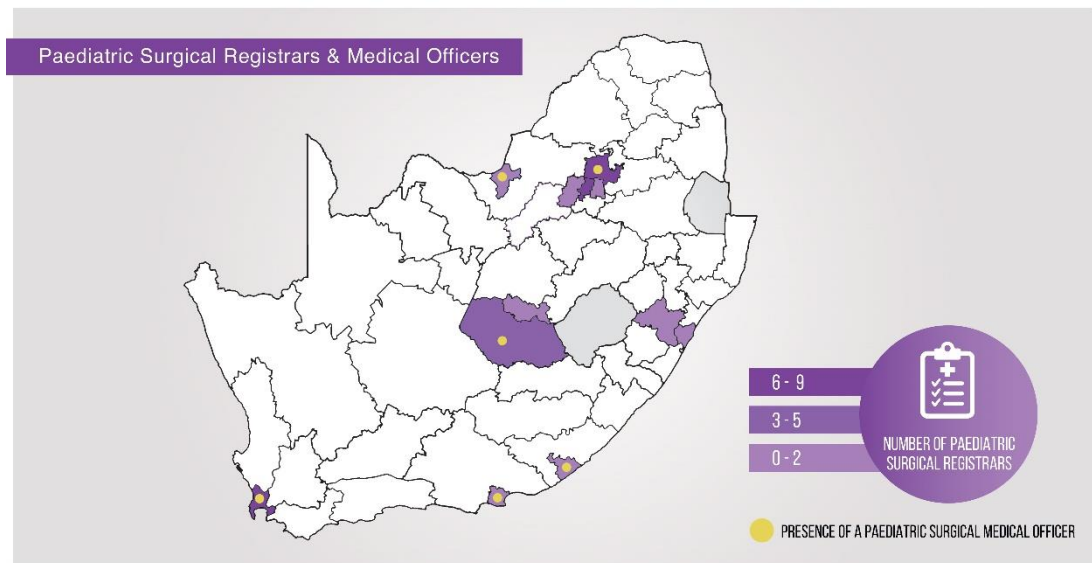 Paediatric Surgical Registrars & Medical Officers
6 - 9
3 - 5
0 - 2
NUMBER OF PAEDIATRIC
SURGICAL REGISTRARS
PRESENCE OF A PAEDIATRIC SURGICAL MEDICAL OFFICER